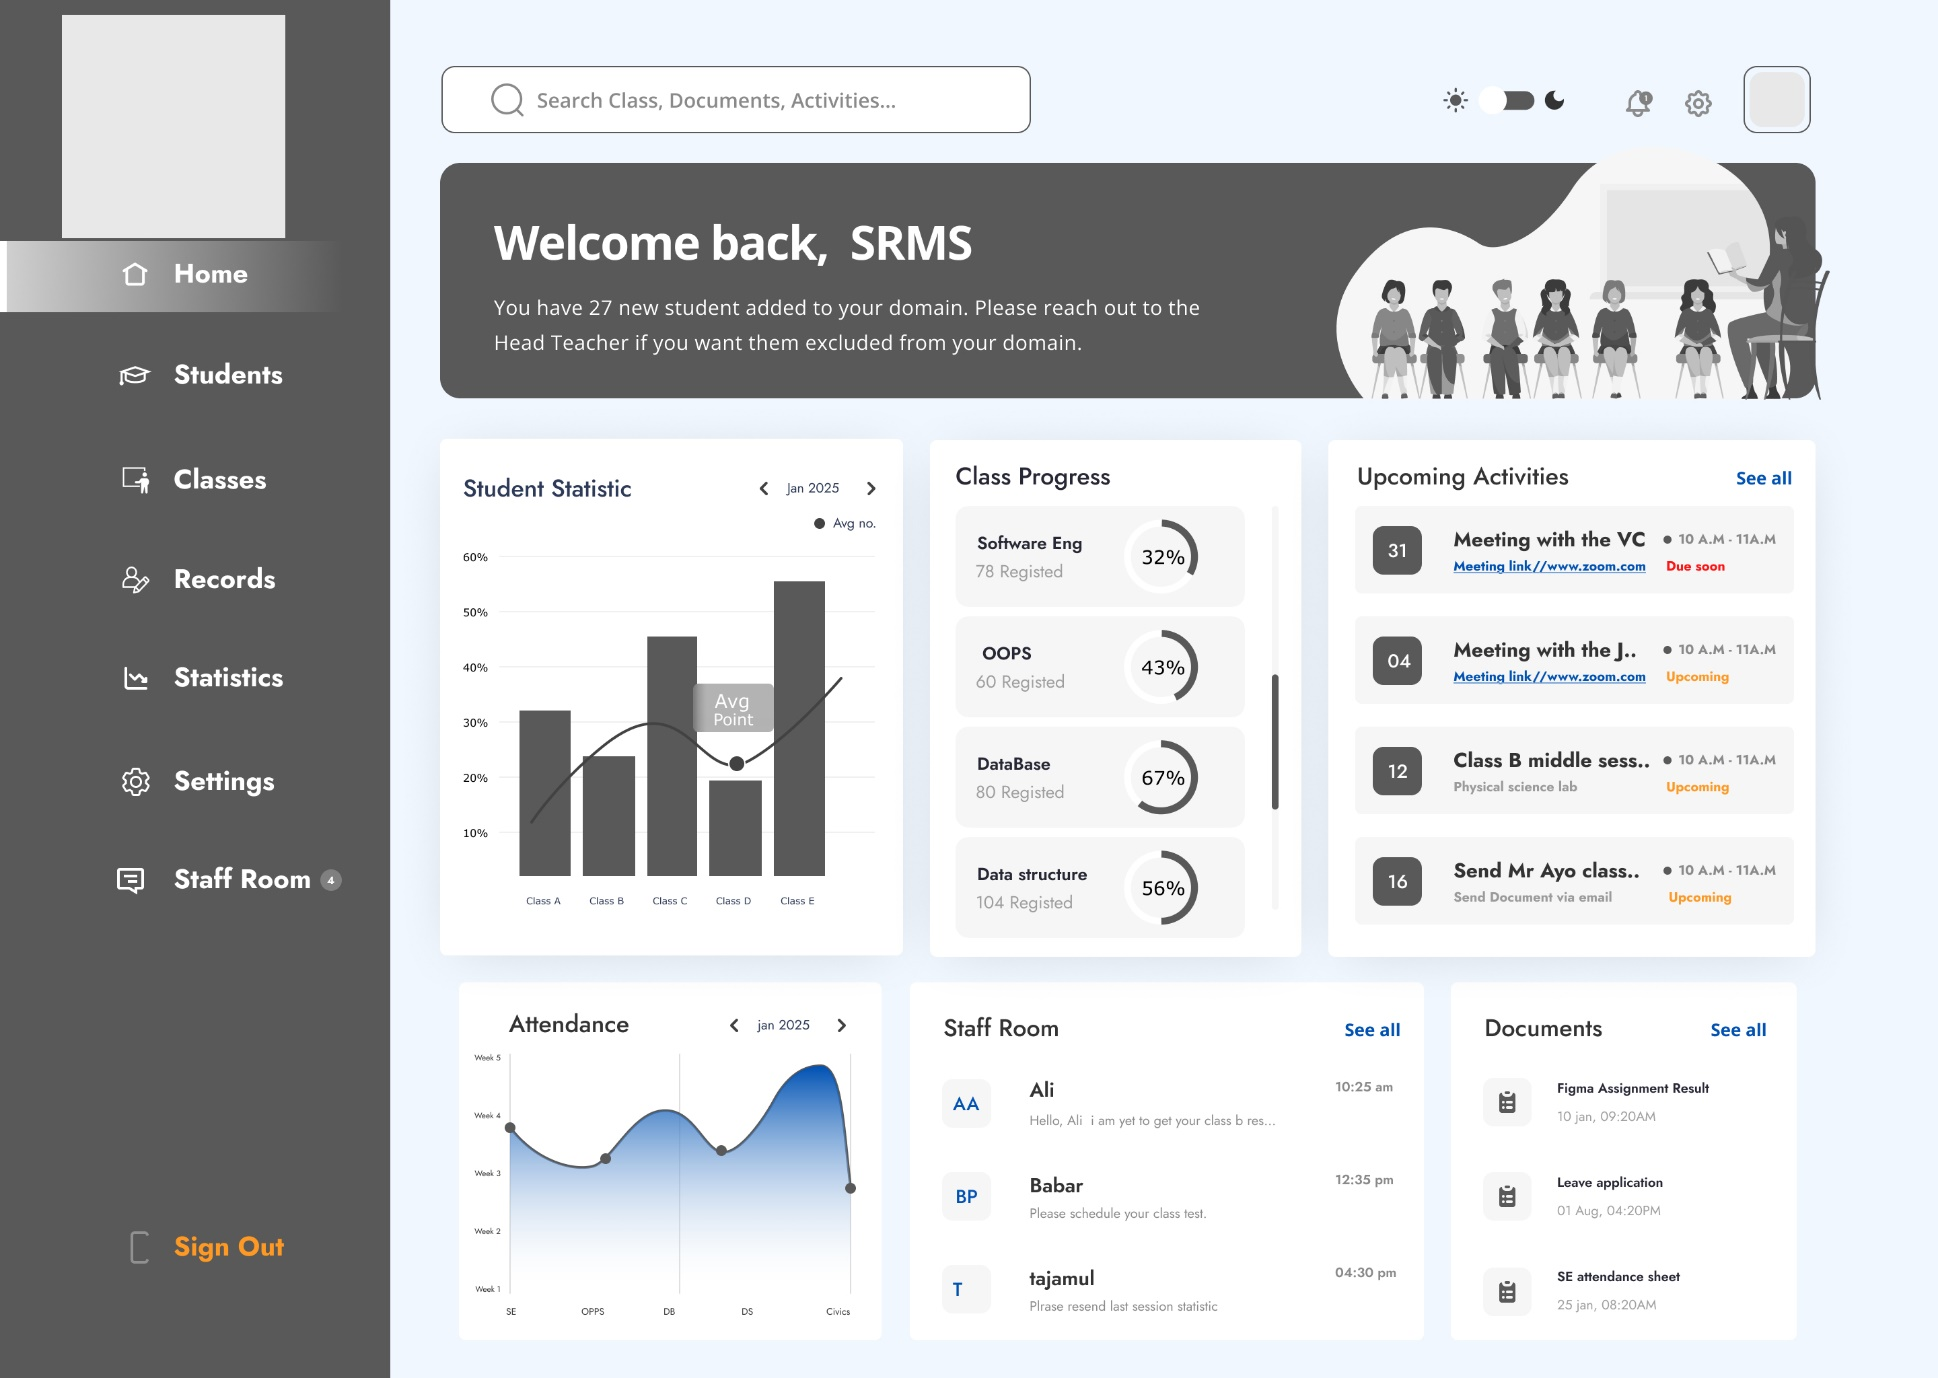 Home
Students
Classes
Records
Statistics
Settings
Staff Room 4
Sign Out
Search Class, Documents, Activities...
1
Welcome back,  SRMS
You have 27 new student added to your domain. Please reach out to the
Head Teacher if you want them excluded from your domain.
Student Statistic
Jan 2025
Avg no.
60%
50%
40%
30%
20%
10%
Avg
Point
Class A
Class B
Class C
Class D
Class E
Class Progress
Software Eng
78 Registed
32%
OOPS
60 Registed
43%
DataBase
80 Registed
67%
Data structure
104 Registed
56%
Upcoming Activities
See all
31
Meeting with the VC
10 A.M - 11A.M
Meeting link//www.zoom.com
Due soon
04
Meeting with the J..
10 A.M - 11A.M
Meeting link//www.zoom.com
Upcoming
12
Class B middle sess..
10 A.M - 11A.M
Physical science lab
Upcoming
16
Send Mr Ayo class..
10 A.M - 11A.M
Send Document via email
Upcoming
Attendance
jan 2025
Week 5
Week 4
Week 3
Week 2
Week 1
SE
OPPS
DB
DS
Civics
Staff Room
See all
AA
Ali
10:25 am
Hello, Ali  i am yet to get your class b res...
BP
Babar
12:35 pm
Please schedule your class test.
T
tajamul
04:30 pm
Plrase resend last session statistic
Documents
See all
Figma Assignment Result
10 jan, 09:20AM
Leave application
01 Aug, 04:20PM
SE attendance sheet
25 jan, 08:20AM